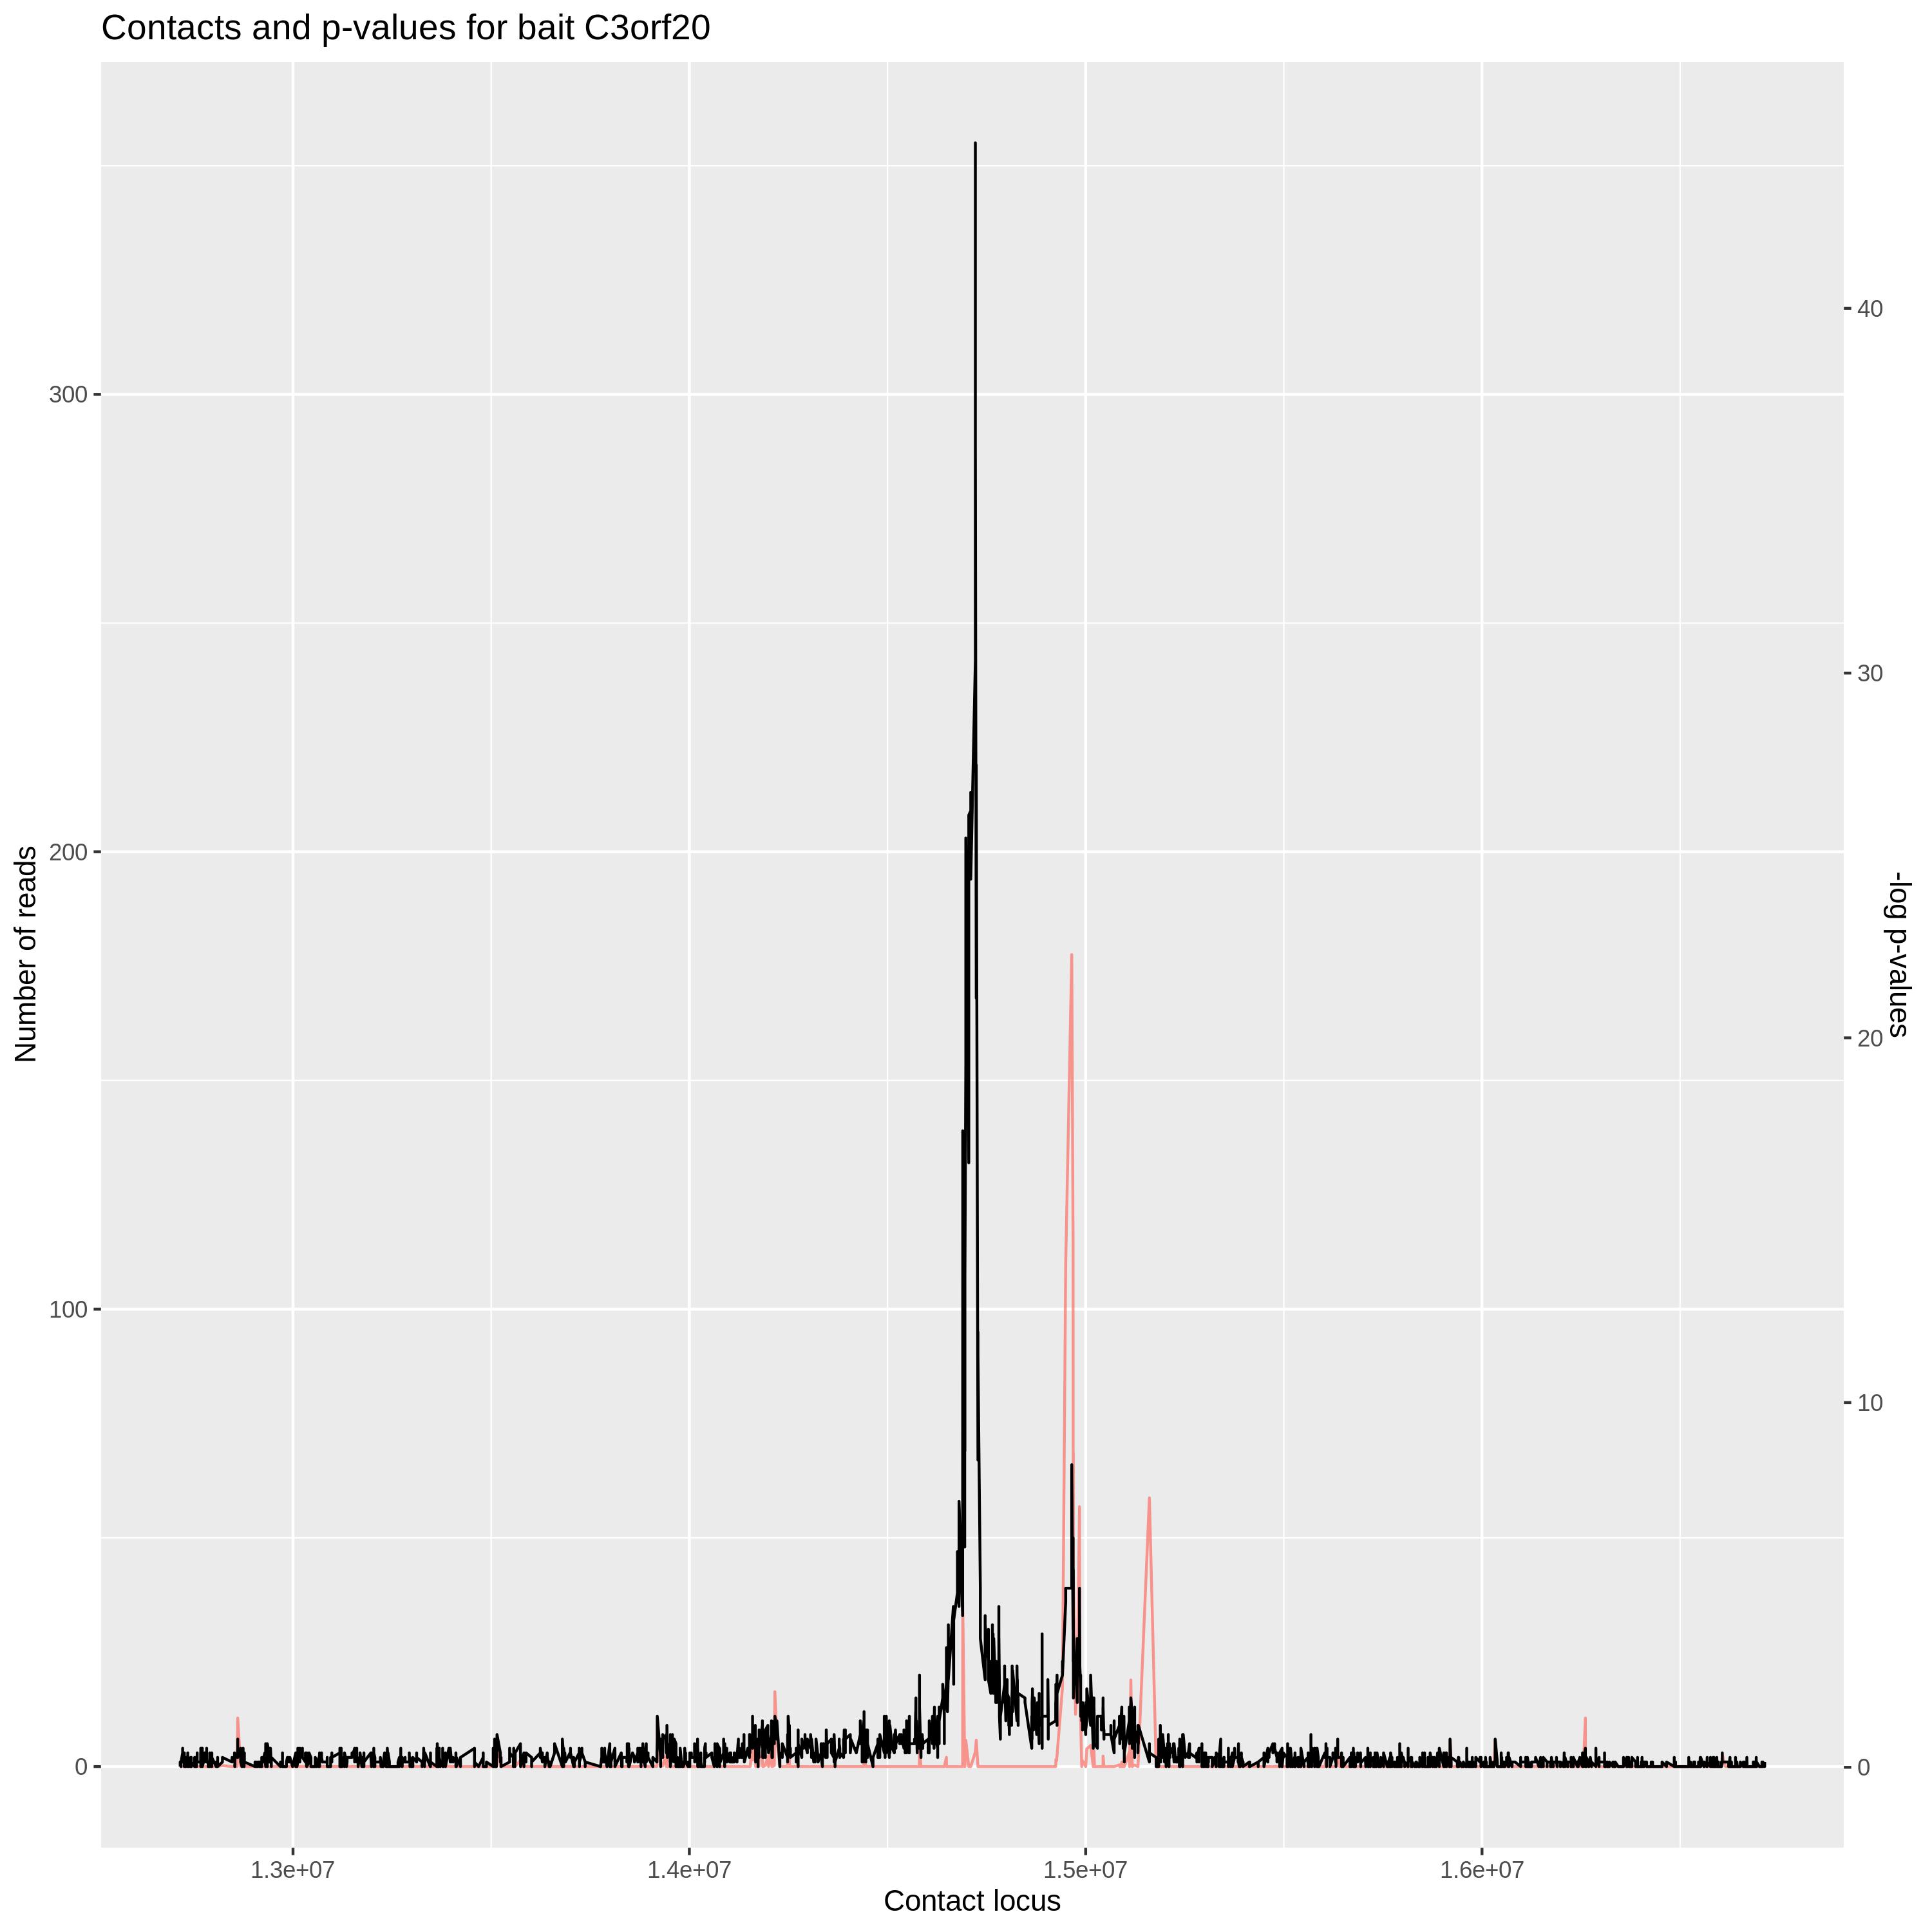 Contacts and p-values for bait C3orf20
300
200
100
0
Number of reads
40
30
20
10
0
-log p-values
1.3e+07
1.4e+07
1.5e+07
1.6e+07
Contact locus